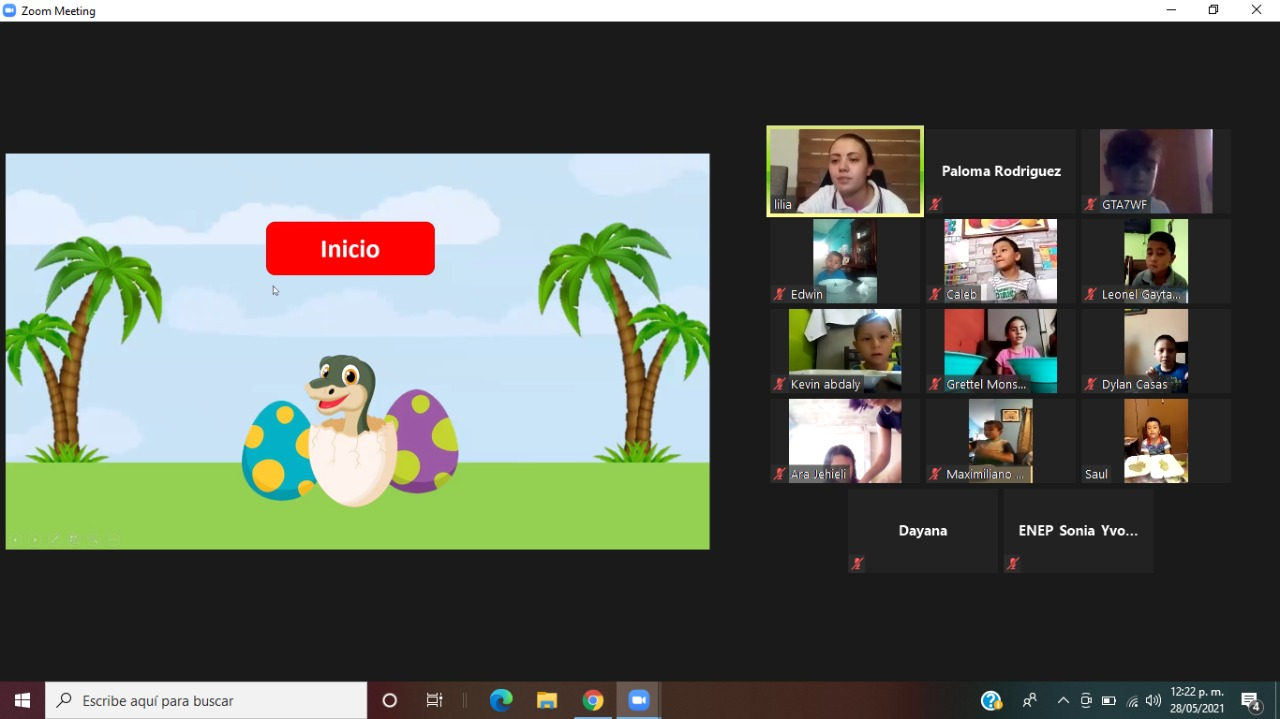 Zoom Meeting
Inicio
lilia
Paloma Rodriguez
GTA7WF
Edwin
Caleb
Leonel Gayta...
Kevin abdaly
Grettel Mons...
Dylan Casas
Ara Jehieli
Maximiliano ...
Saul
Dayana
ENEP Sonia Yvo...
Escribe aquí para buscar
12:22 p. m.
28/05/2021
4